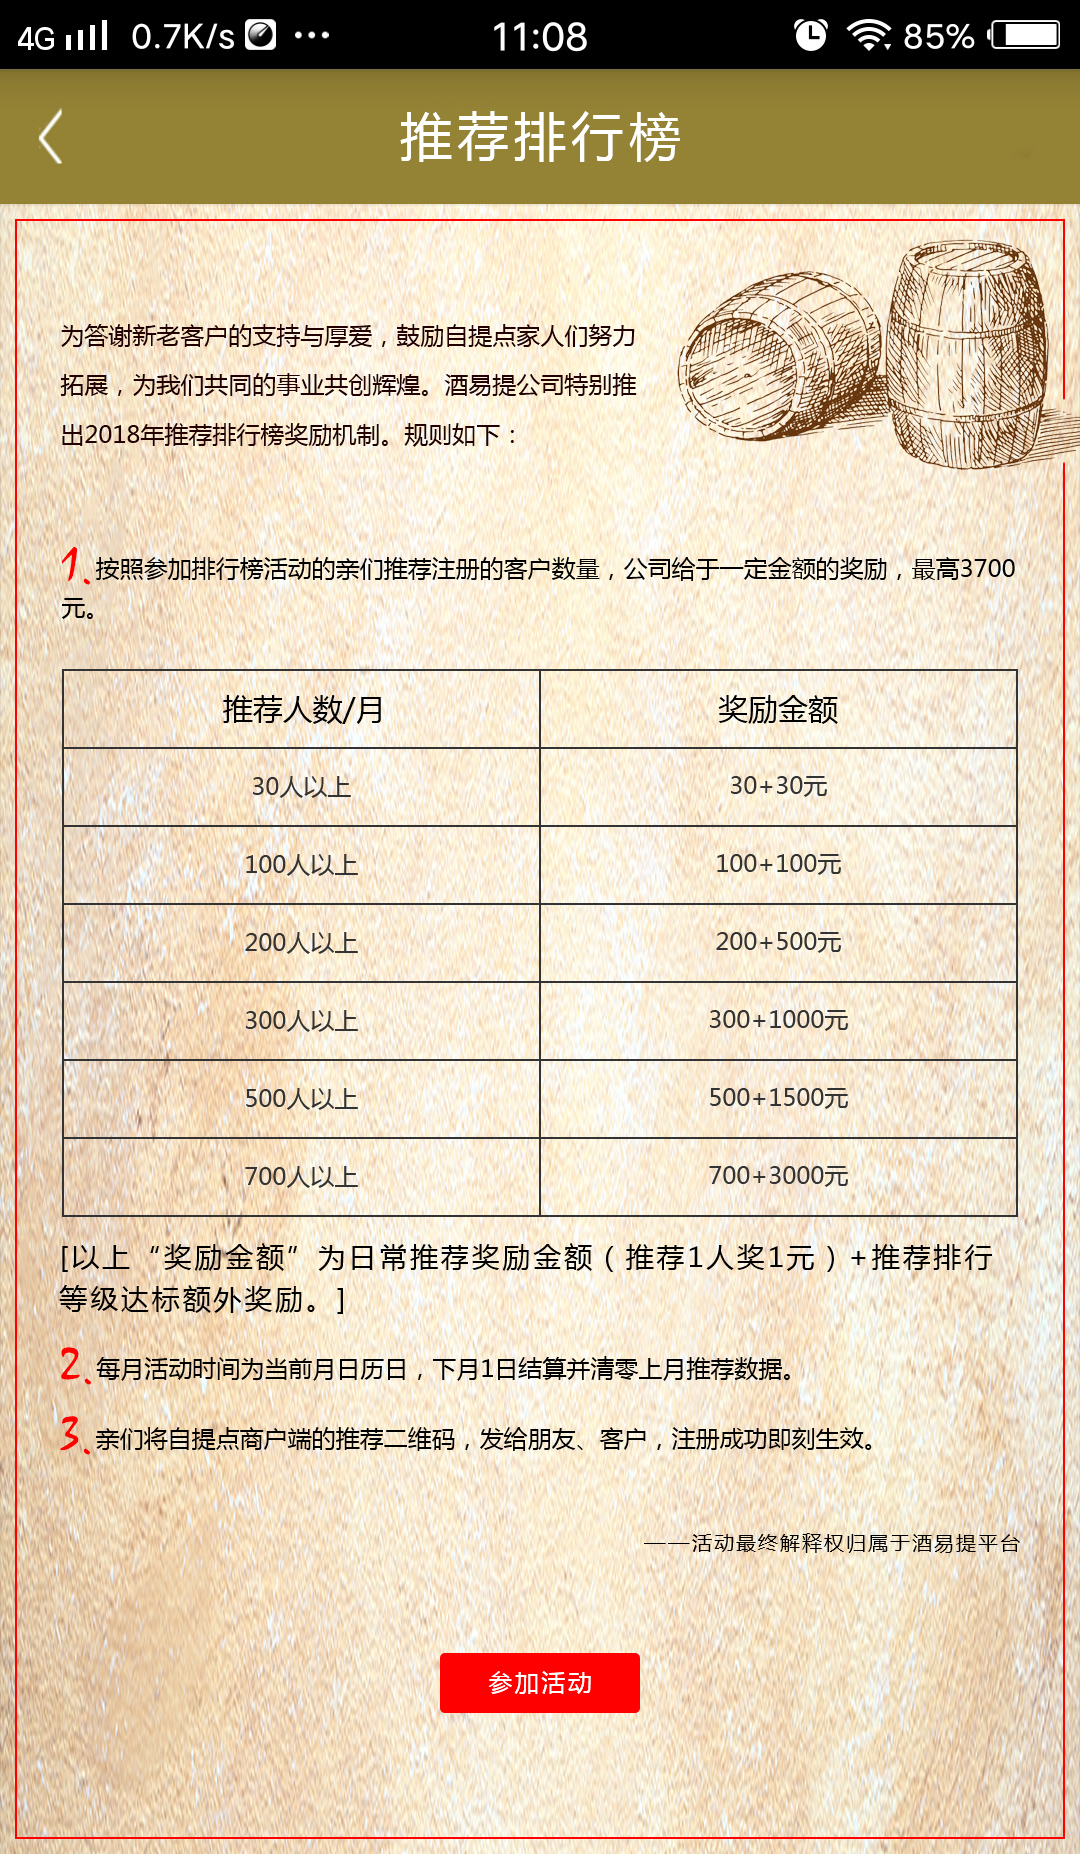 4G 0.7K/s 11:08 85%
推荐排行榜
为答谢新老客户的支持与厚爱，鼓励自提点家人们努力
拓展，为我们共同的事业共创辉煌。酒易提公司特别推
出2018年推荐排行榜奖励机制。规则如下：
1.按照参加排行榜活动的亲们推荐注册的客户数量，公司给于一定金额的奖励，最高3700
元。
推荐人数/月 奖励金额
30人以上 30+30元
100人以上 100+100元
200人以上 200+500元
300人以上 300+1000元
500人以上 500+1500元
700人以上 700+3000元
[以上“奖励金额”为日常推荐奖励金额（推荐1人奖1元）+推荐排行
等级达标额外奖励。]
2.每月活动时间为当前月日历日，下月1日结算并清零上月推荐数据。
3.亲们将自提点商户端的推荐二维码，发给朋友、客户，注册成功即刻生效。
——活动最终解释权归属于酒易提平台
参加活动